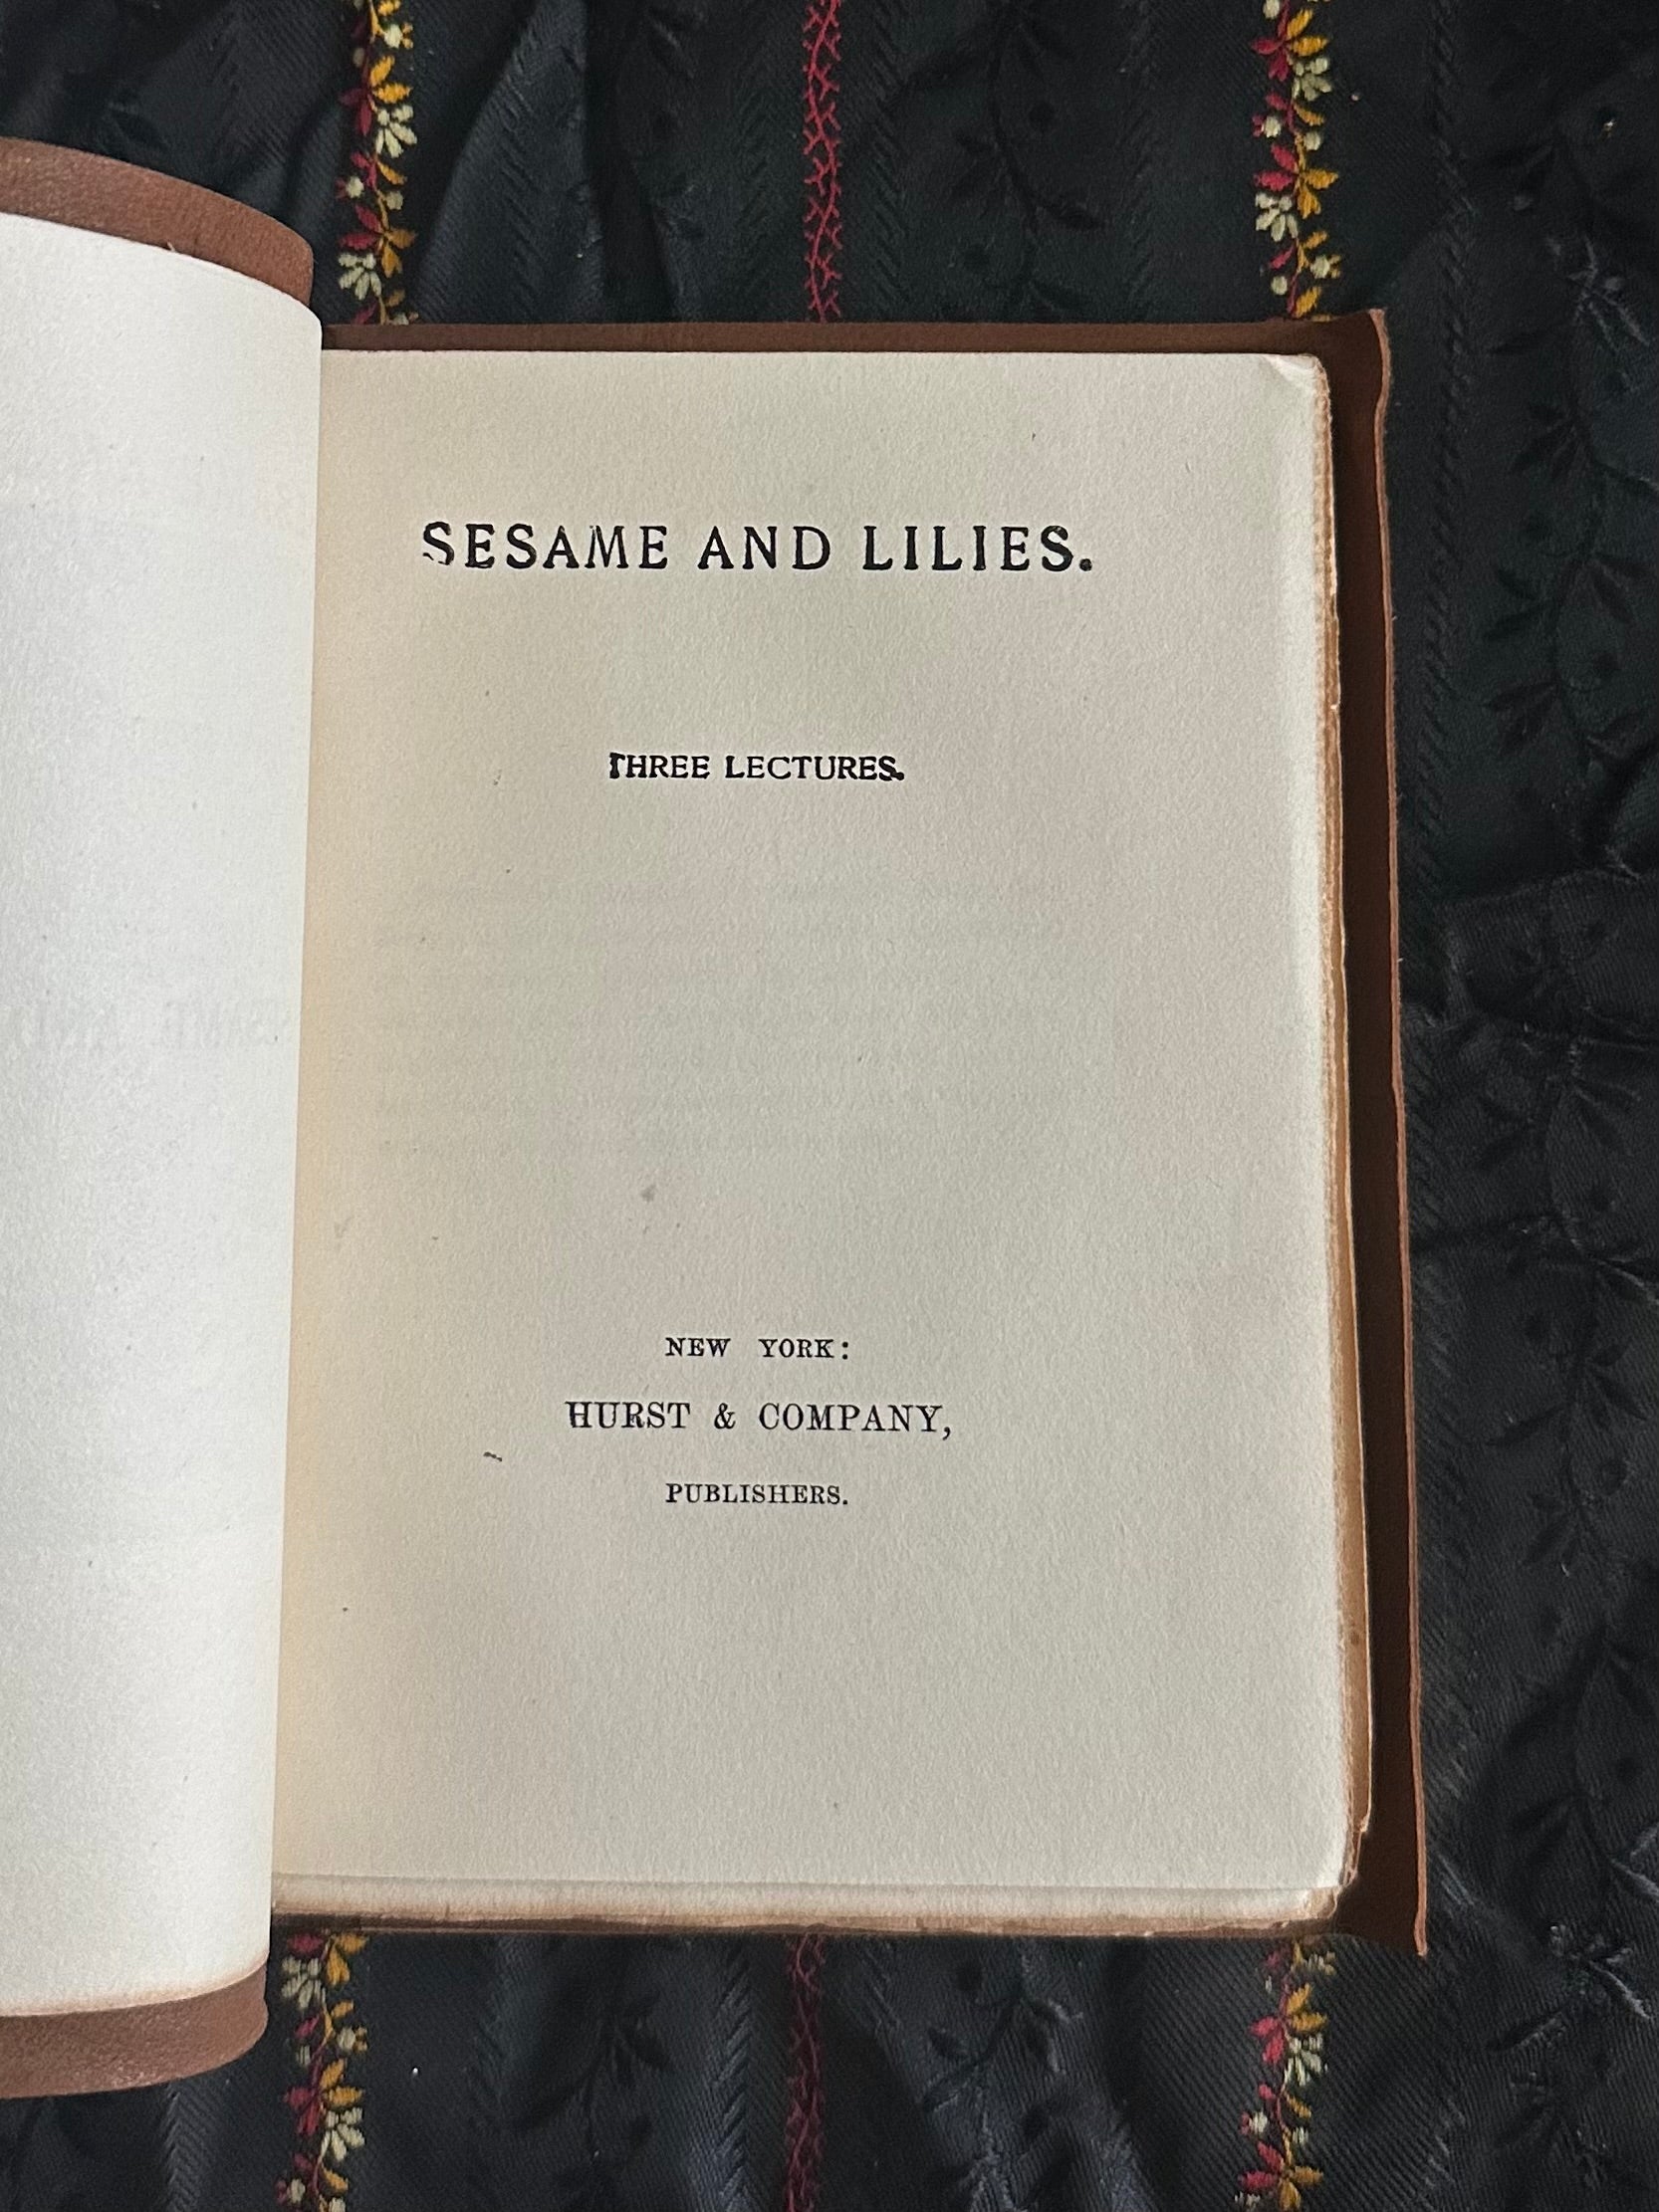 SESAME AND LILIES.
THREE LECTURES.
NEW YORK:
HURST & COMPANY,
PUBLISHERS.